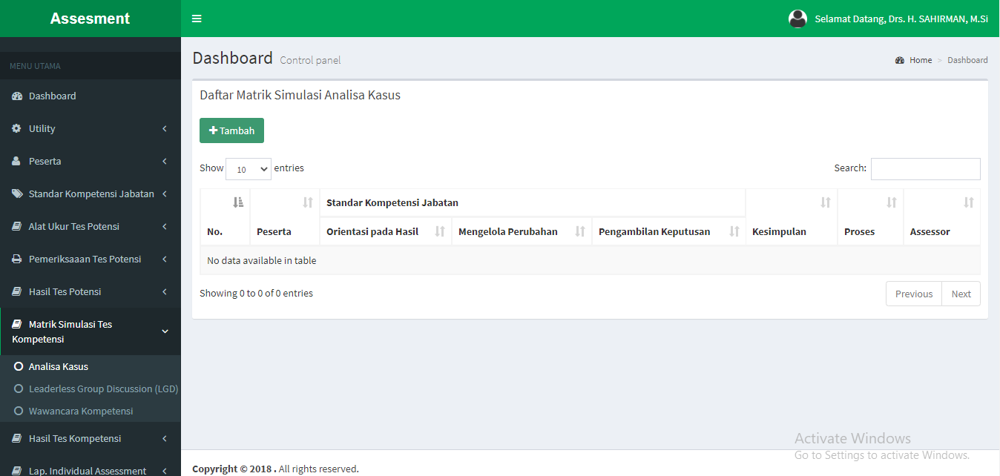 Assesment
Selamat Datang, Drs. H. SAHIRMAN, M.Si
MENU UTAMA
Dashboard
Utility
Peserta
Standar Kompetensi Jabatan
Alat Ukur Tes Potensi
Pemeriksaaan Tes Potensi
Hasil Tes Potensi
Matrik Simulasi Tes
Kompetensi
Analisa Kasus
Leaderless Group Discussion (LGD)
Wawancara Kompetensi
Hasil Tes Kompetensi
Lap. Individual Assessment
Dashboard Control panel
Home > Dashboard
Daftar Matrik Simulasi Analisa Kasus
Tambah
Show 10 entries
Search:
Standar Kompetensi Jabatan
No. Peserta Orientasi pada Hasil Mengelola Perubahan Pengambilan Keputusan Kesimpulan Proses Assessor
No data available in table
Showing 0 to 0 of 0 entries
Previous Next
Activate Windows
Go to Settings to activate Windows.
Copyright © 2018 . All rights reserved.